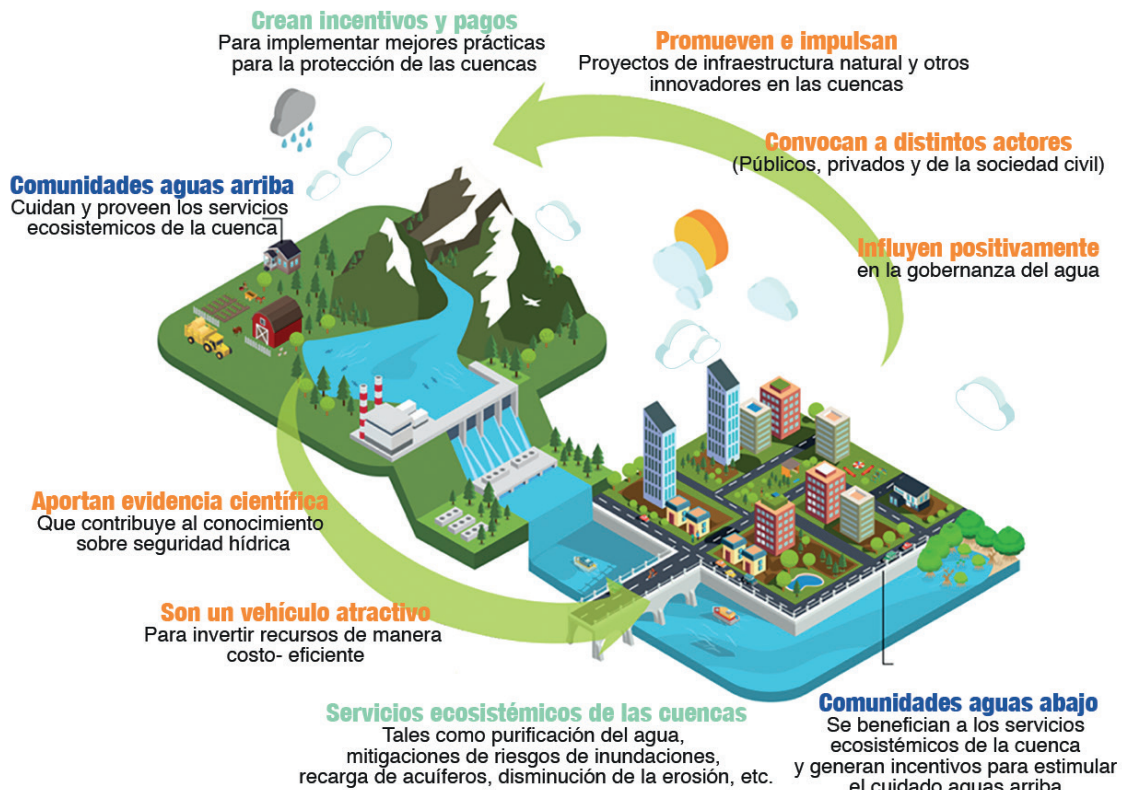 Crean incentivos y pagos
Para implementar mejores prácticas
para la protección de las cuencas
Promueven e impulsan
Proyectos de infraestructura natural y otros
innovadores en las cuencas
Convocan a distintos actores
(Públicos, privados y de la sociedad civil)
Comunidades aguas arriba
Cuidan y proveen los servicios
ecosistemicos de la cuenca
Influyen positivamente
en la gobernanza del agua
Aportan evidencia científica
Que contribuye al conocimiento
sobre seguridad hídrica
Son un vehículo atractivo
Para invertir recursos de manera
costo- eficiente
Servicios ecosistémicos de las cuencas
Tales como purificación del agua,
mitigaciones de riesgos de inundaciones,
recarga de acuíferos, disminución de la erosión, etc.
Comunidades aguas abajo
Se benefician a los servicios
ecosistémicos de la cuenca
y generan incentivos para estimular
el cuidado aguas arriba